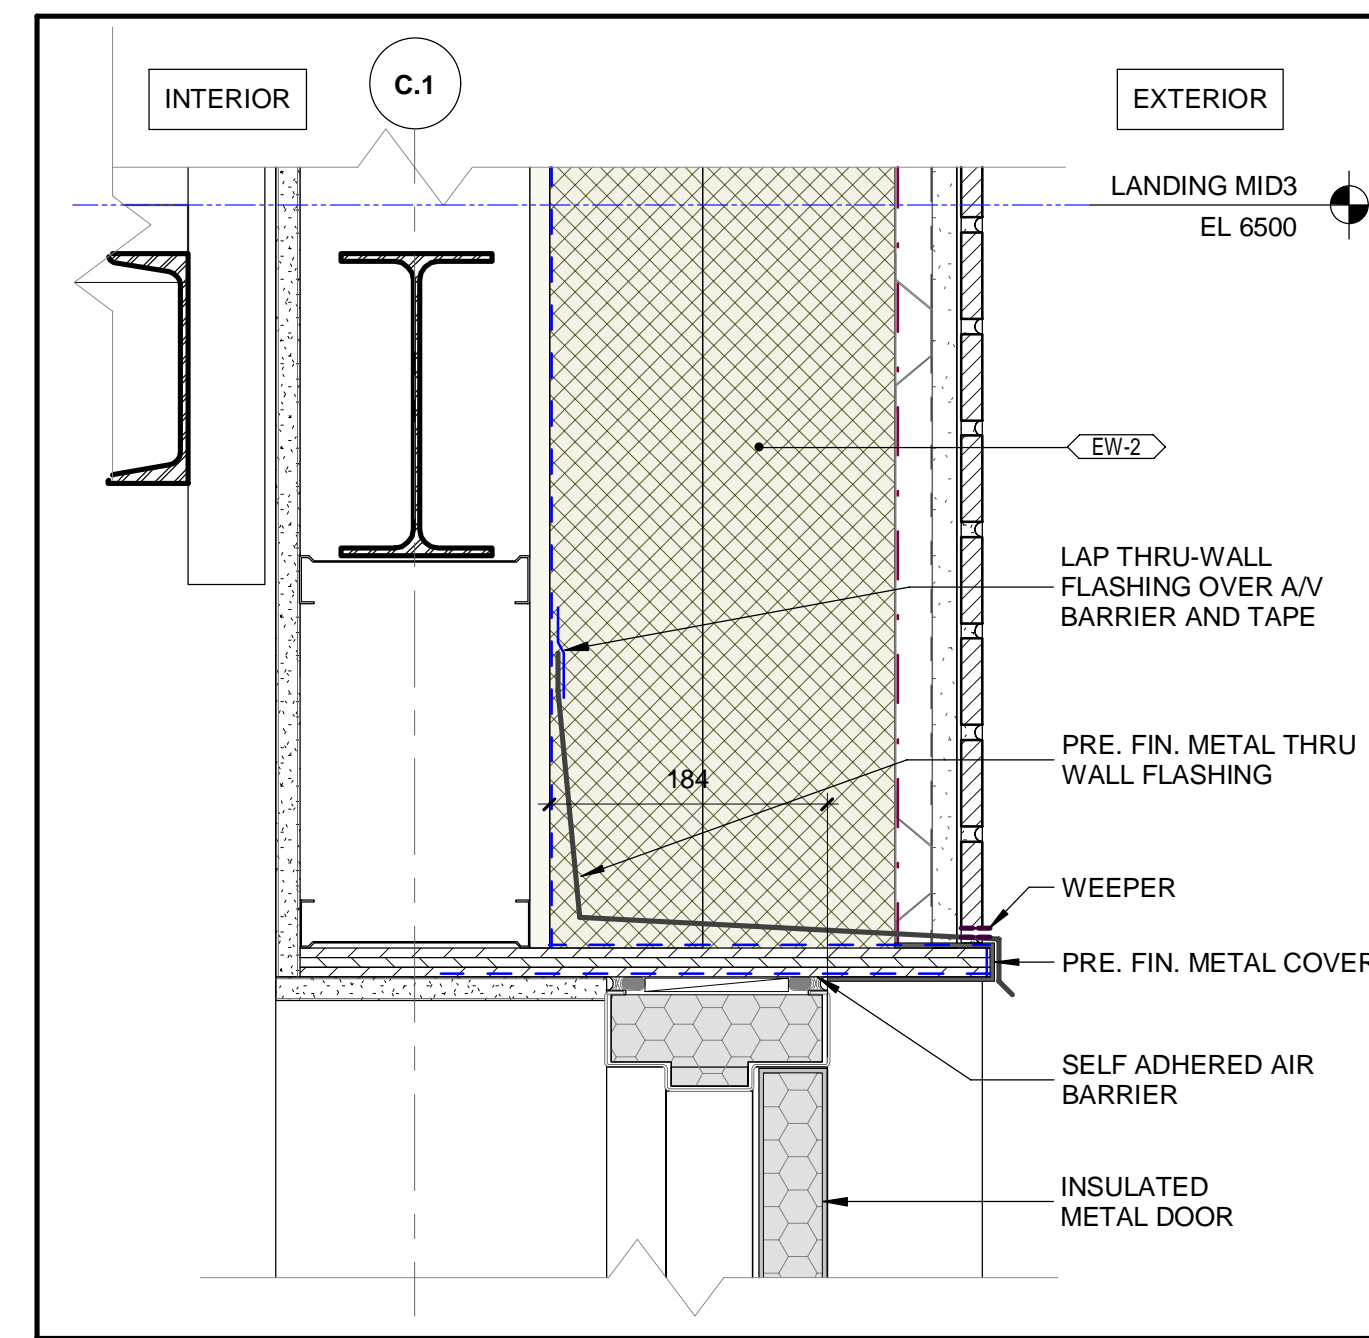 INTERIOR
C.1
EXTERIOR
LANDING MID3
EL 6500
EW-2
LAP THRU-WALL
FLASHING OVER A/V
BARRIER AND TAPE
PRE. FIN. METAL THRU
WALL FLASHING
184
WEEPER
PRE. FIN. METAL COVER
SELF ADHERED AIR
BARRIER
INSULATED
METAL DOOR